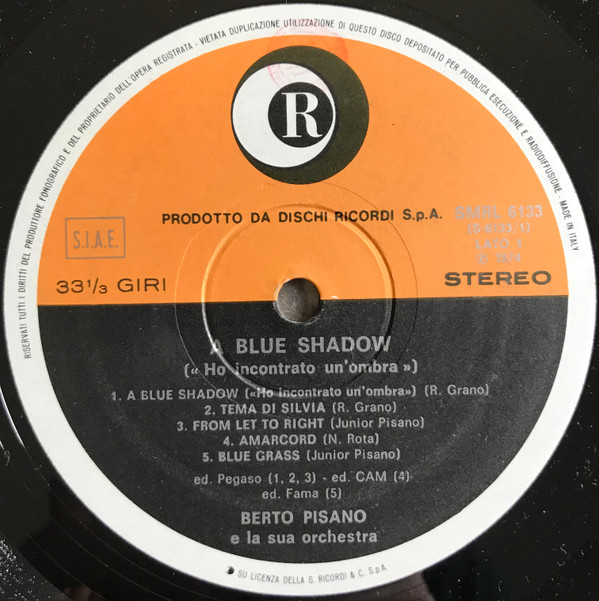 RISERVATI TUTTI I DIRITTI DEL PRODUTTORE FONOGRAFICO E DEL PROPRIETARIO DELL'OPERA REGISTRATA - VIETATA DUPLICAZIONE UTILIZZAZIONE DI QUESTO DISCO DEPOSITATO PER PUBBLICA ESECUZIONE E RADIODIFFUSIONE - MADE IN ITALY
R
PRODOTTO DA DISCHI RICORDI S.p.A.
SMRL 6133
S.I.A.E.
LATO 1
1974
33 1/3 GIRI
STEREO
A BLUE SHADOW
(« Ho incontrato un'ombra »)
1. A BLUE SHADOW («Ho incontrato un'ombra») (R. Grano)
2. TEMA DI SILVIA (R. Grano)
3. FROM LET TO RIGHT (Junior Pisano)
4. AMARCORD (N. Rota)
5. BLUE GRASS (Junior Pisano)
ed. Pegaso (1, 2, 3) - ed. CAM (4)
ed. Fama (5)
BERTO PISANO
e la sua orchestra
SU LICENZA DELLA G. RICORDI & C. S.p.A.